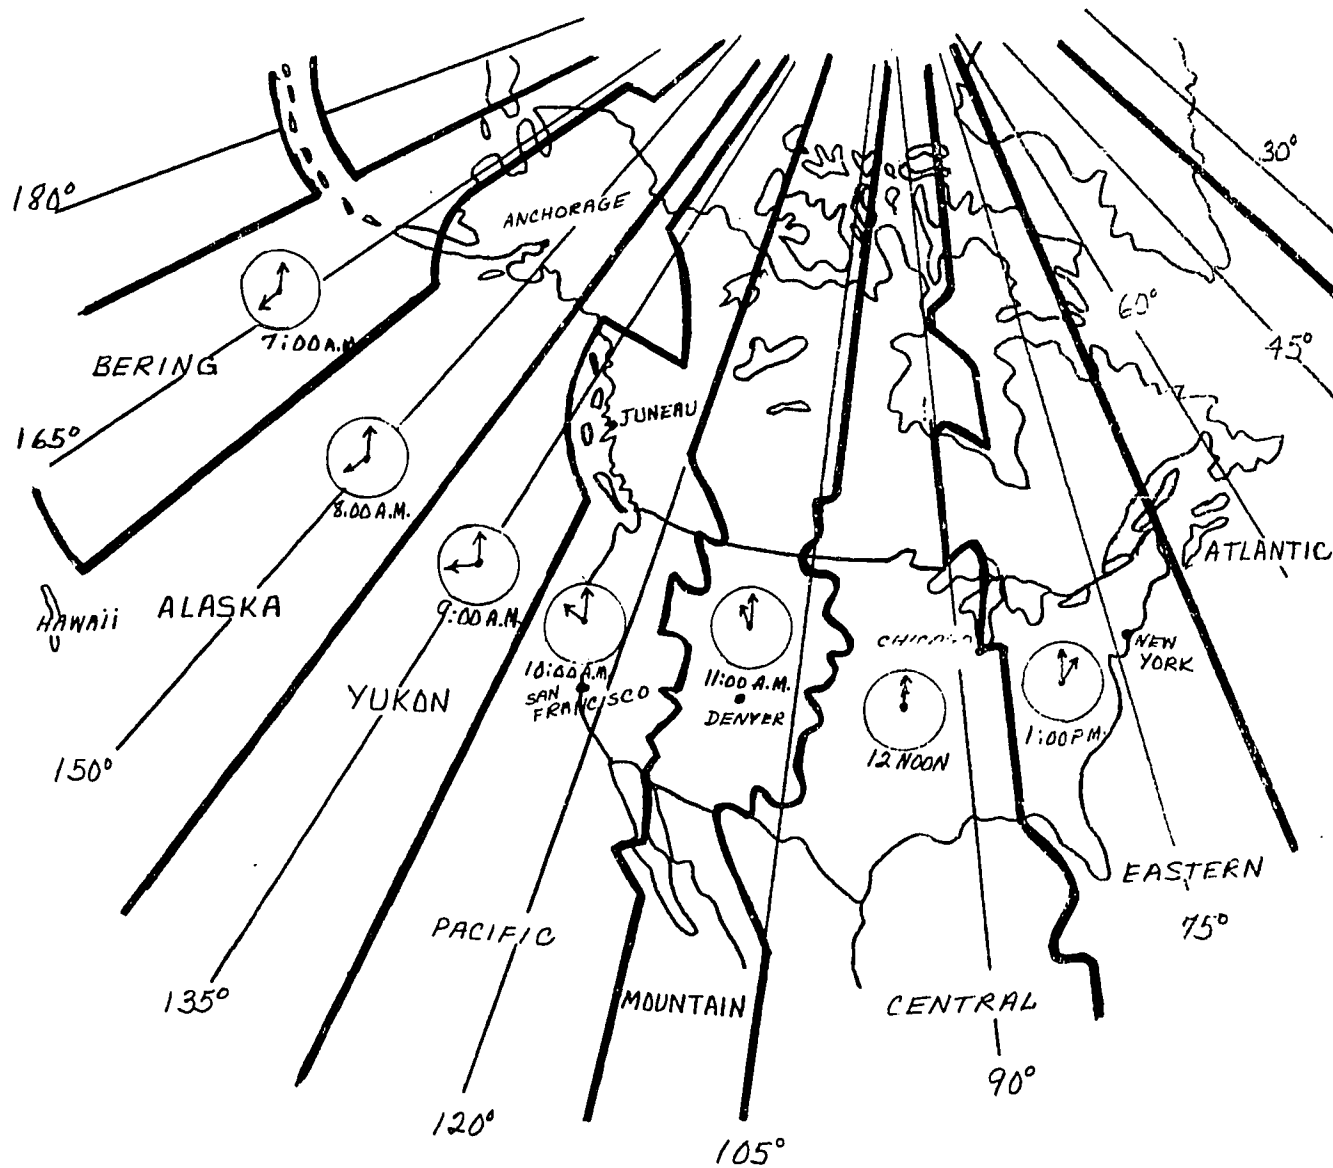 30°
180°
ANCHORAGE
60°
45°
7:00 A.M.
BERING
JUNEAU
165°
8:00 A.M.
ATLANTIC
HAWAII
ALASKA
9:00 A.M.
CHICAGO
NEW
YORK
10:00 A.M.
SAN
FRANCISCO
11:00 A.M.
DENVER
YUKON
12 NOON
1:00 P.M.
150°
EASTERN
75°
PACIFIC
135°
MOUNTAIN
CENTRAL
90°
120°
105°